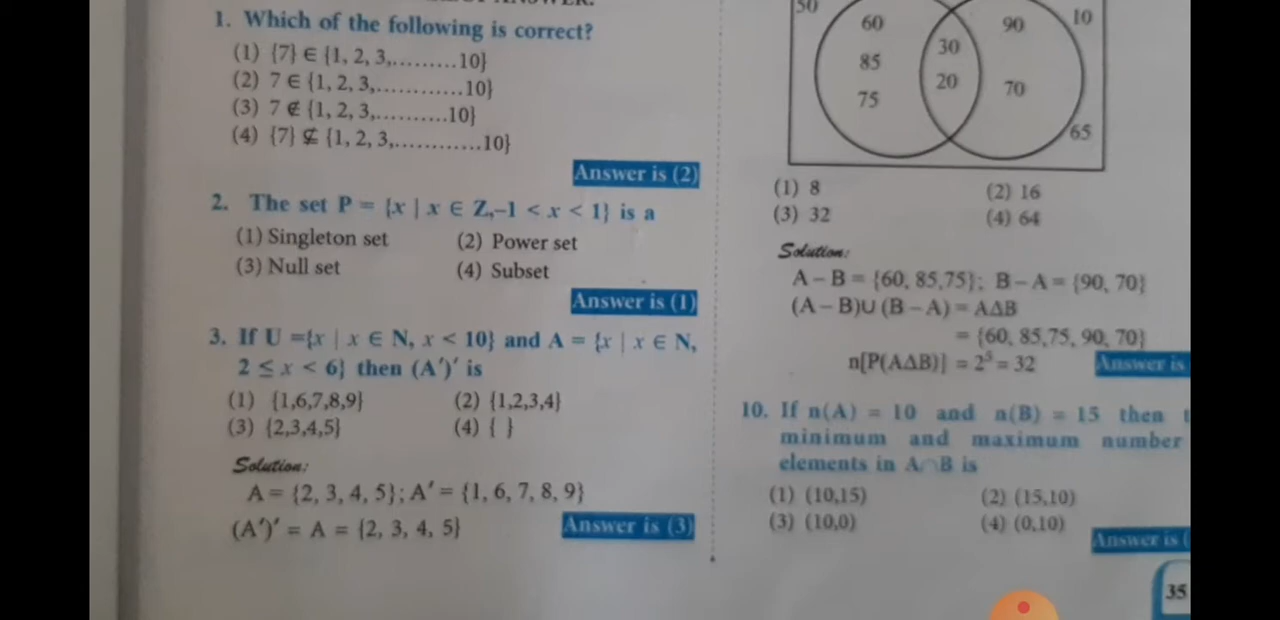 1. Which of the following is correct?
(1) {7} ∈ {1, 2, 3,.........10}
(2) 7 ∈ {1, 2, 3,............10}
(3) 7 ∉ {1, 2, 3,..........10}
(4) {7} ⊈ {1, 2, 3,............10}
Answer is (2)
2. The set P = {x | x ∈ Z,–1 < x < 1} is a
(1) Singleton set (2) Power set
(3) Null set (4) Subset
Answer is (1)
3. If U ={x | x ∈ N, x < 10} and A = {x | x ∈ N,
2 ≤ x < 6} then (A′)′ is
(1) {1,6,7,8,9} (2) {1,2,3,4}
(3) {2,3,4,5} (4) { }
Solution:
A = {2, 3, 4, 5}; A′ = {1, 6, 7, 8, 9}
(A′)′ = A = {2, 3, 4, 5}
Answer is (3)
50 60 30 90 10
85 20 70
75 65
(1) 8 (2) 16
(3) 32 (4) 64
Solution:
A – B = {60, 85,75}; B – A = {90, 70}
(A – B)∪ (B – A) = AΔB
= {60, 85,75, 90, 70}
n[P(AΔB)] = 2⁵ = 32
Answer is
10. If n(A) = 10 and n(B) = 15 then
minimum and maximum number
elements in A∩B is
(1) (10,15) (2) (15,10)
(3) (10,0) (4) (0,10)
Answer is (
35